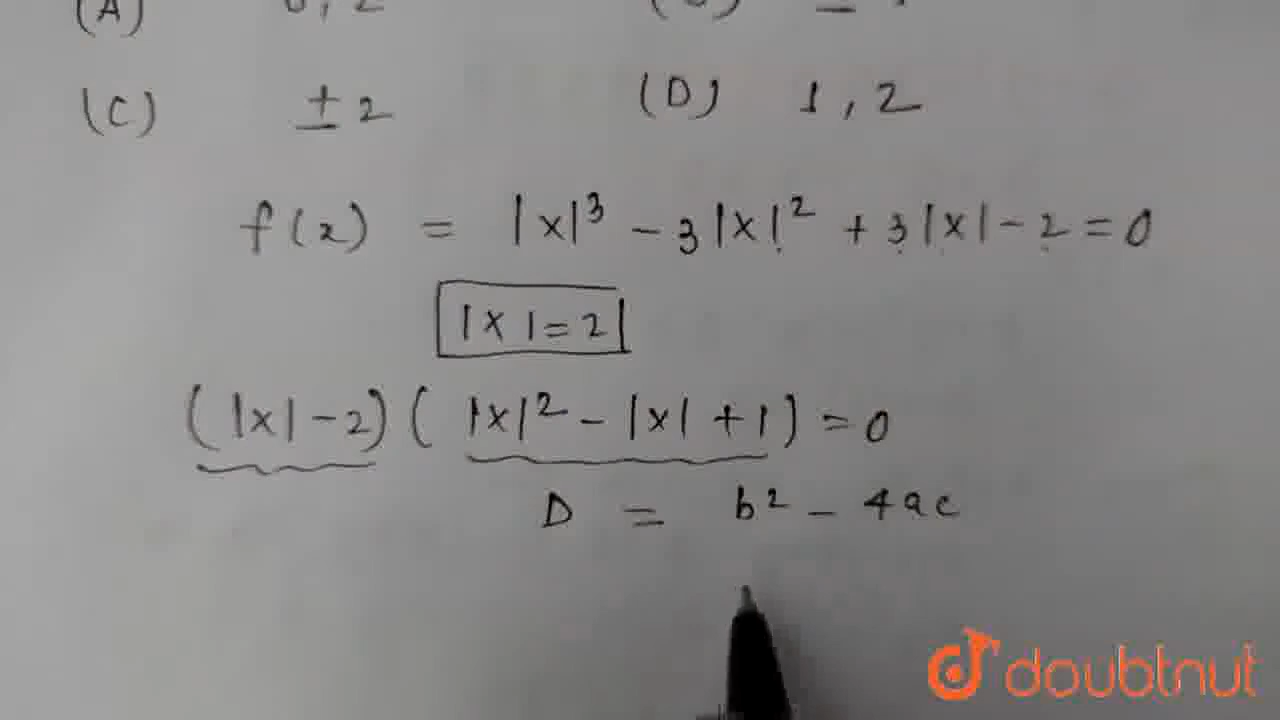 (A)
(C) ± 2 (D) 1, 2
f(x) = |x|³ - 3|x|² + 3|x| - 2 = 0
|x| = 2
(|x| - 2)(|x|² - |x| + 1) = 0
D = b² - 4ac
doubtnut